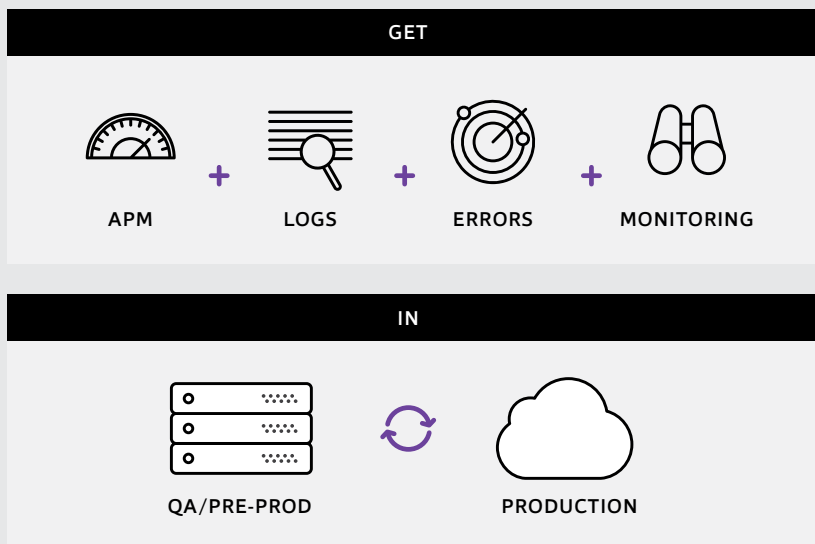 GET
APM + LOGS + ERRORS + MONITORING
IN
QA/PRE-PROD PRODUCTION